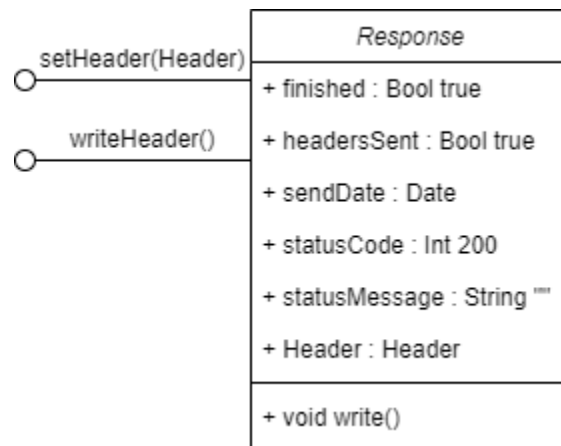 Response
setHeader(Header)
+ finished : Bool true
writeHeader()
+ headersSent : Bool true
+ sendDate : Date
+ statusCode : Int 200
+ statusMessage : String ""
+ Header : Header
+ void write()